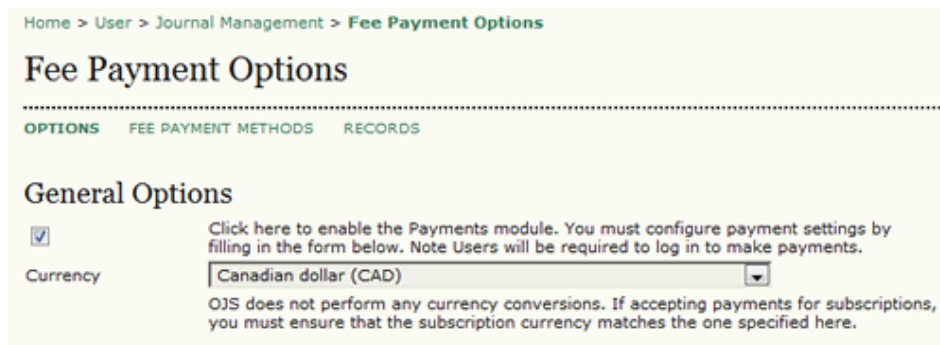 Home > User > Journal Management > Fee Payment Options
Fee Payment Options
OPTIONS FEE PAYMENT METHODS RECORDS
General Options
Click here to enable the Payments module. You must configure payment settings by
filling in the form below. Note Users will be required to log in to make payments.
Currency Canadian dollar (CAD)
OJS does not perform any currency conversions. If accepting payments for subscriptions,
you must ensure that the subscription currency matches the one specified here.